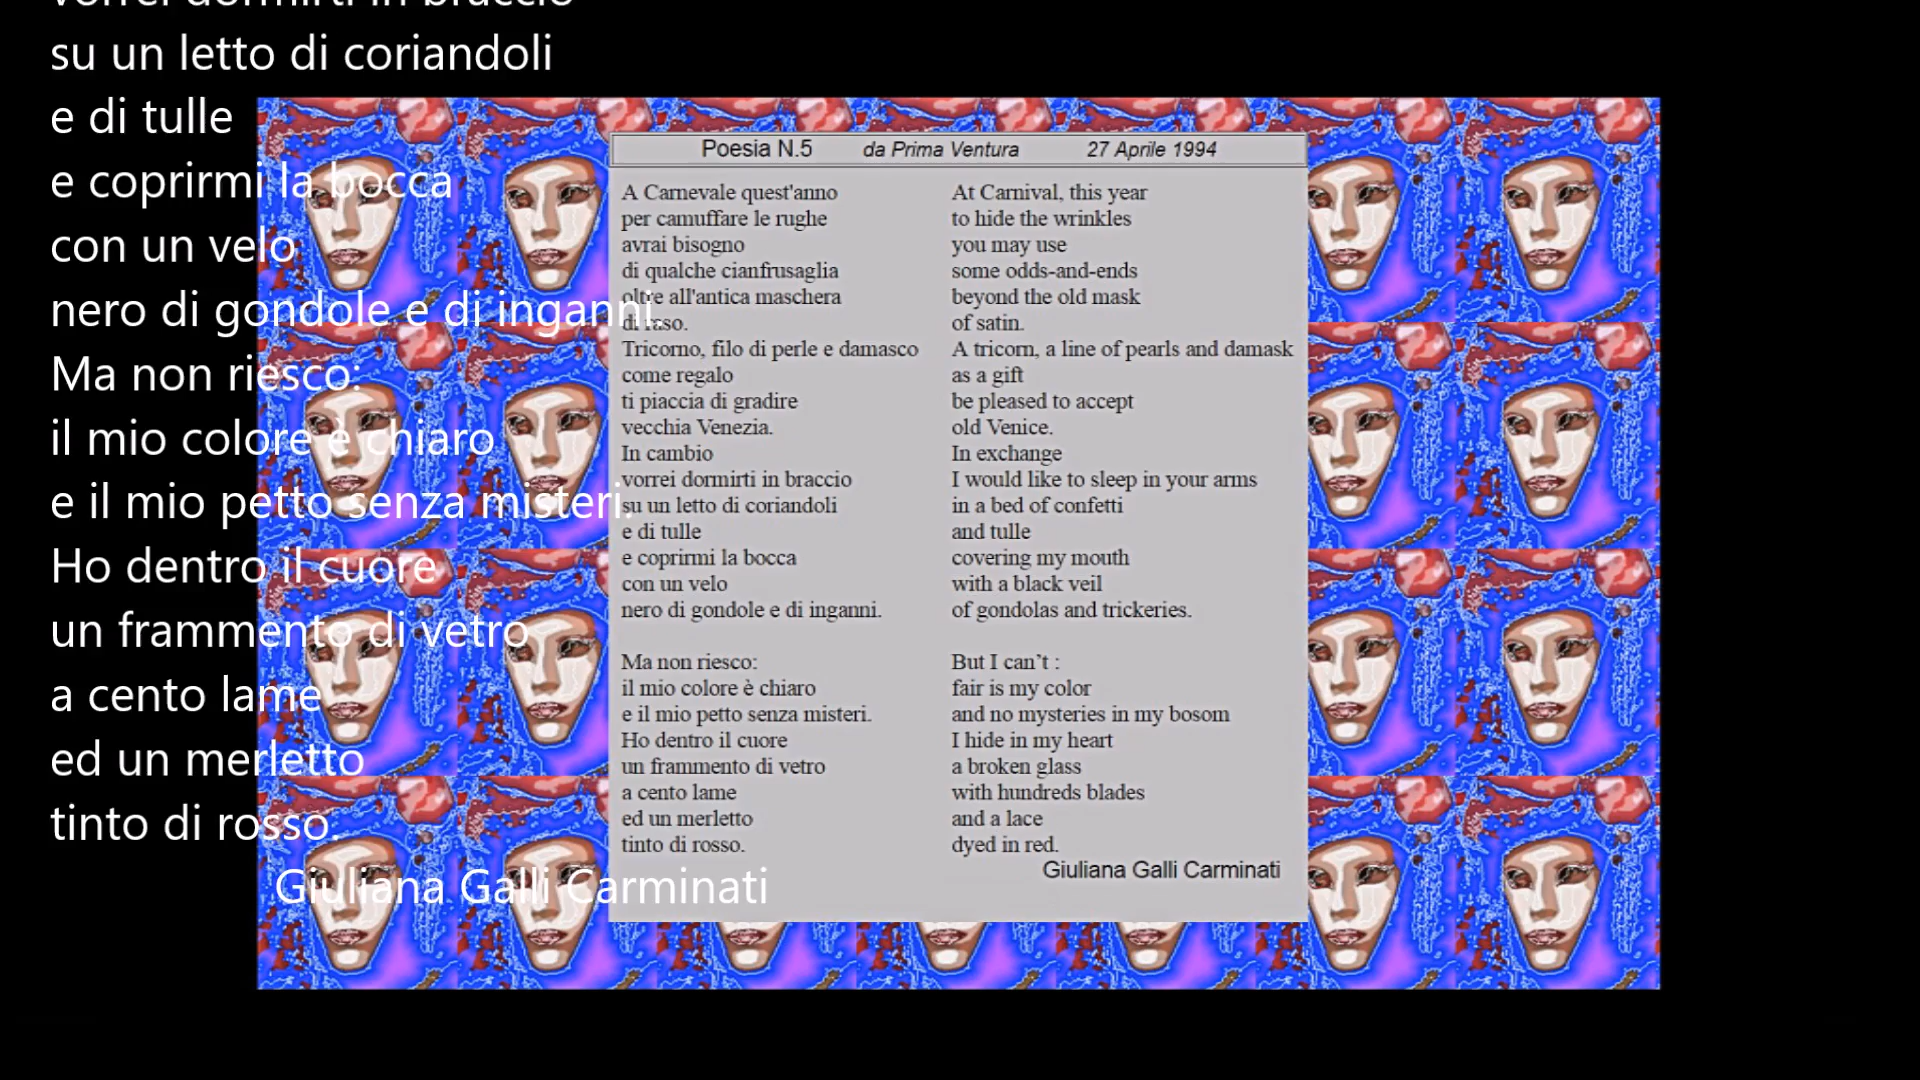 vorrei dormirti in braccio
su un letto di coriandoli
e di tulle
e coprirmi la bocca
con un velo
nero di gondole e di inganni.
Ma non riesco:
il mio colore è chiaro
e il mio petto senza misteri.
Ho dentro il cuore
un frammento di vetro
a cento lame
ed un merletto
tinto di rosso.
Giuliana Galli Carminati
Poesia N.5 da Prima Ventura 27 Aprile 1994
A Carnevale quest'anno
per camuffare le rughe
avrai bisogno
di qualche cianfrusaglia
oltre all'antica maschera
di raso.
Tricorno, filo di perle e damasco
come regalo
ti piaccia di gradire
vecchia Venezia.
In cambio
vorrei dormirti in braccio
su un letto di coriandoli
e di tulle
e coprirmi la bocca
con un velo
nero di gondole e di inganni.
Ma non riesco:
il mio colore è chiaro
e il mio petto senza misteri.
Ho dentro il cuore
un frammento di vetro
a cento lame
ed un merletto
tinto di rosso.
At Carnival, this year
to hide the wrinkles
you may use
some odds-and-ends
beyond the old mask
of satin.
A tricorn, a line of pearls and damask
as a gift
be pleased to accept
old Venice.
In exchange
I would like to sleep in your arms
in a bed of confetti
and tulle
covering my mouth
with a black veil
of gondolas and trickeries.
But I can’t :
fair is my color
and no mysteries in my bosom
I hide in my heart
a broken glass
with hundreds blades
and a lace
dyed in red.
Giuliana Galli Carminati